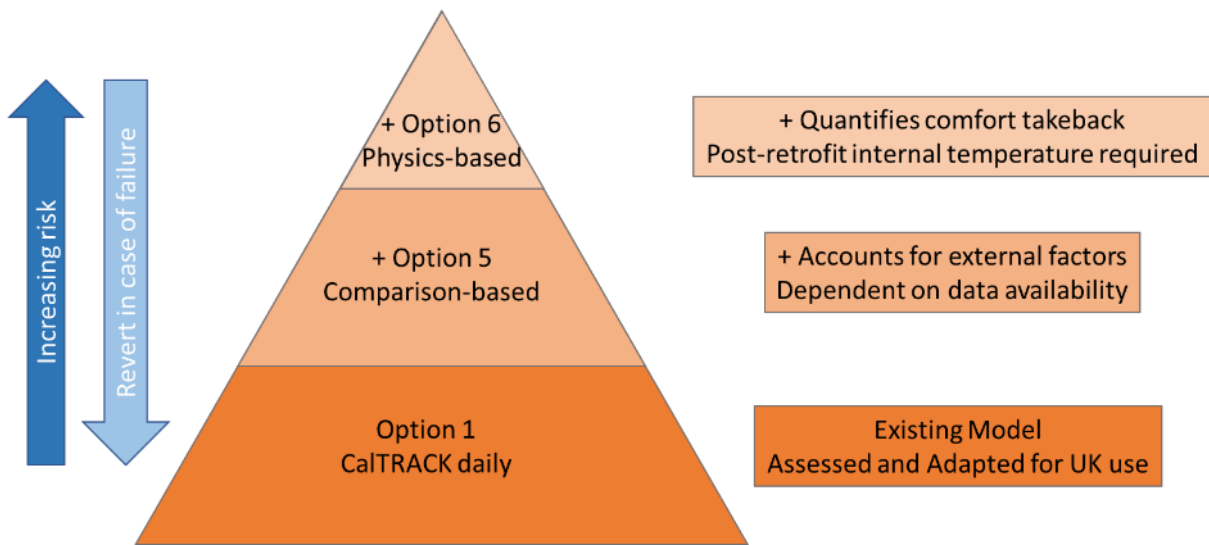 Increasing risk
Revert in case of failure
+ Option 6
Physics-based
+ Quantifies comfort takeback
Post-retrofit internal temperature required
+ Option 5
Comparison-based
+ Accounts for external factors
Dependent on data availability
Option 1
CalTRACK daily
Existing Model
Assessed and Adapted for UK use